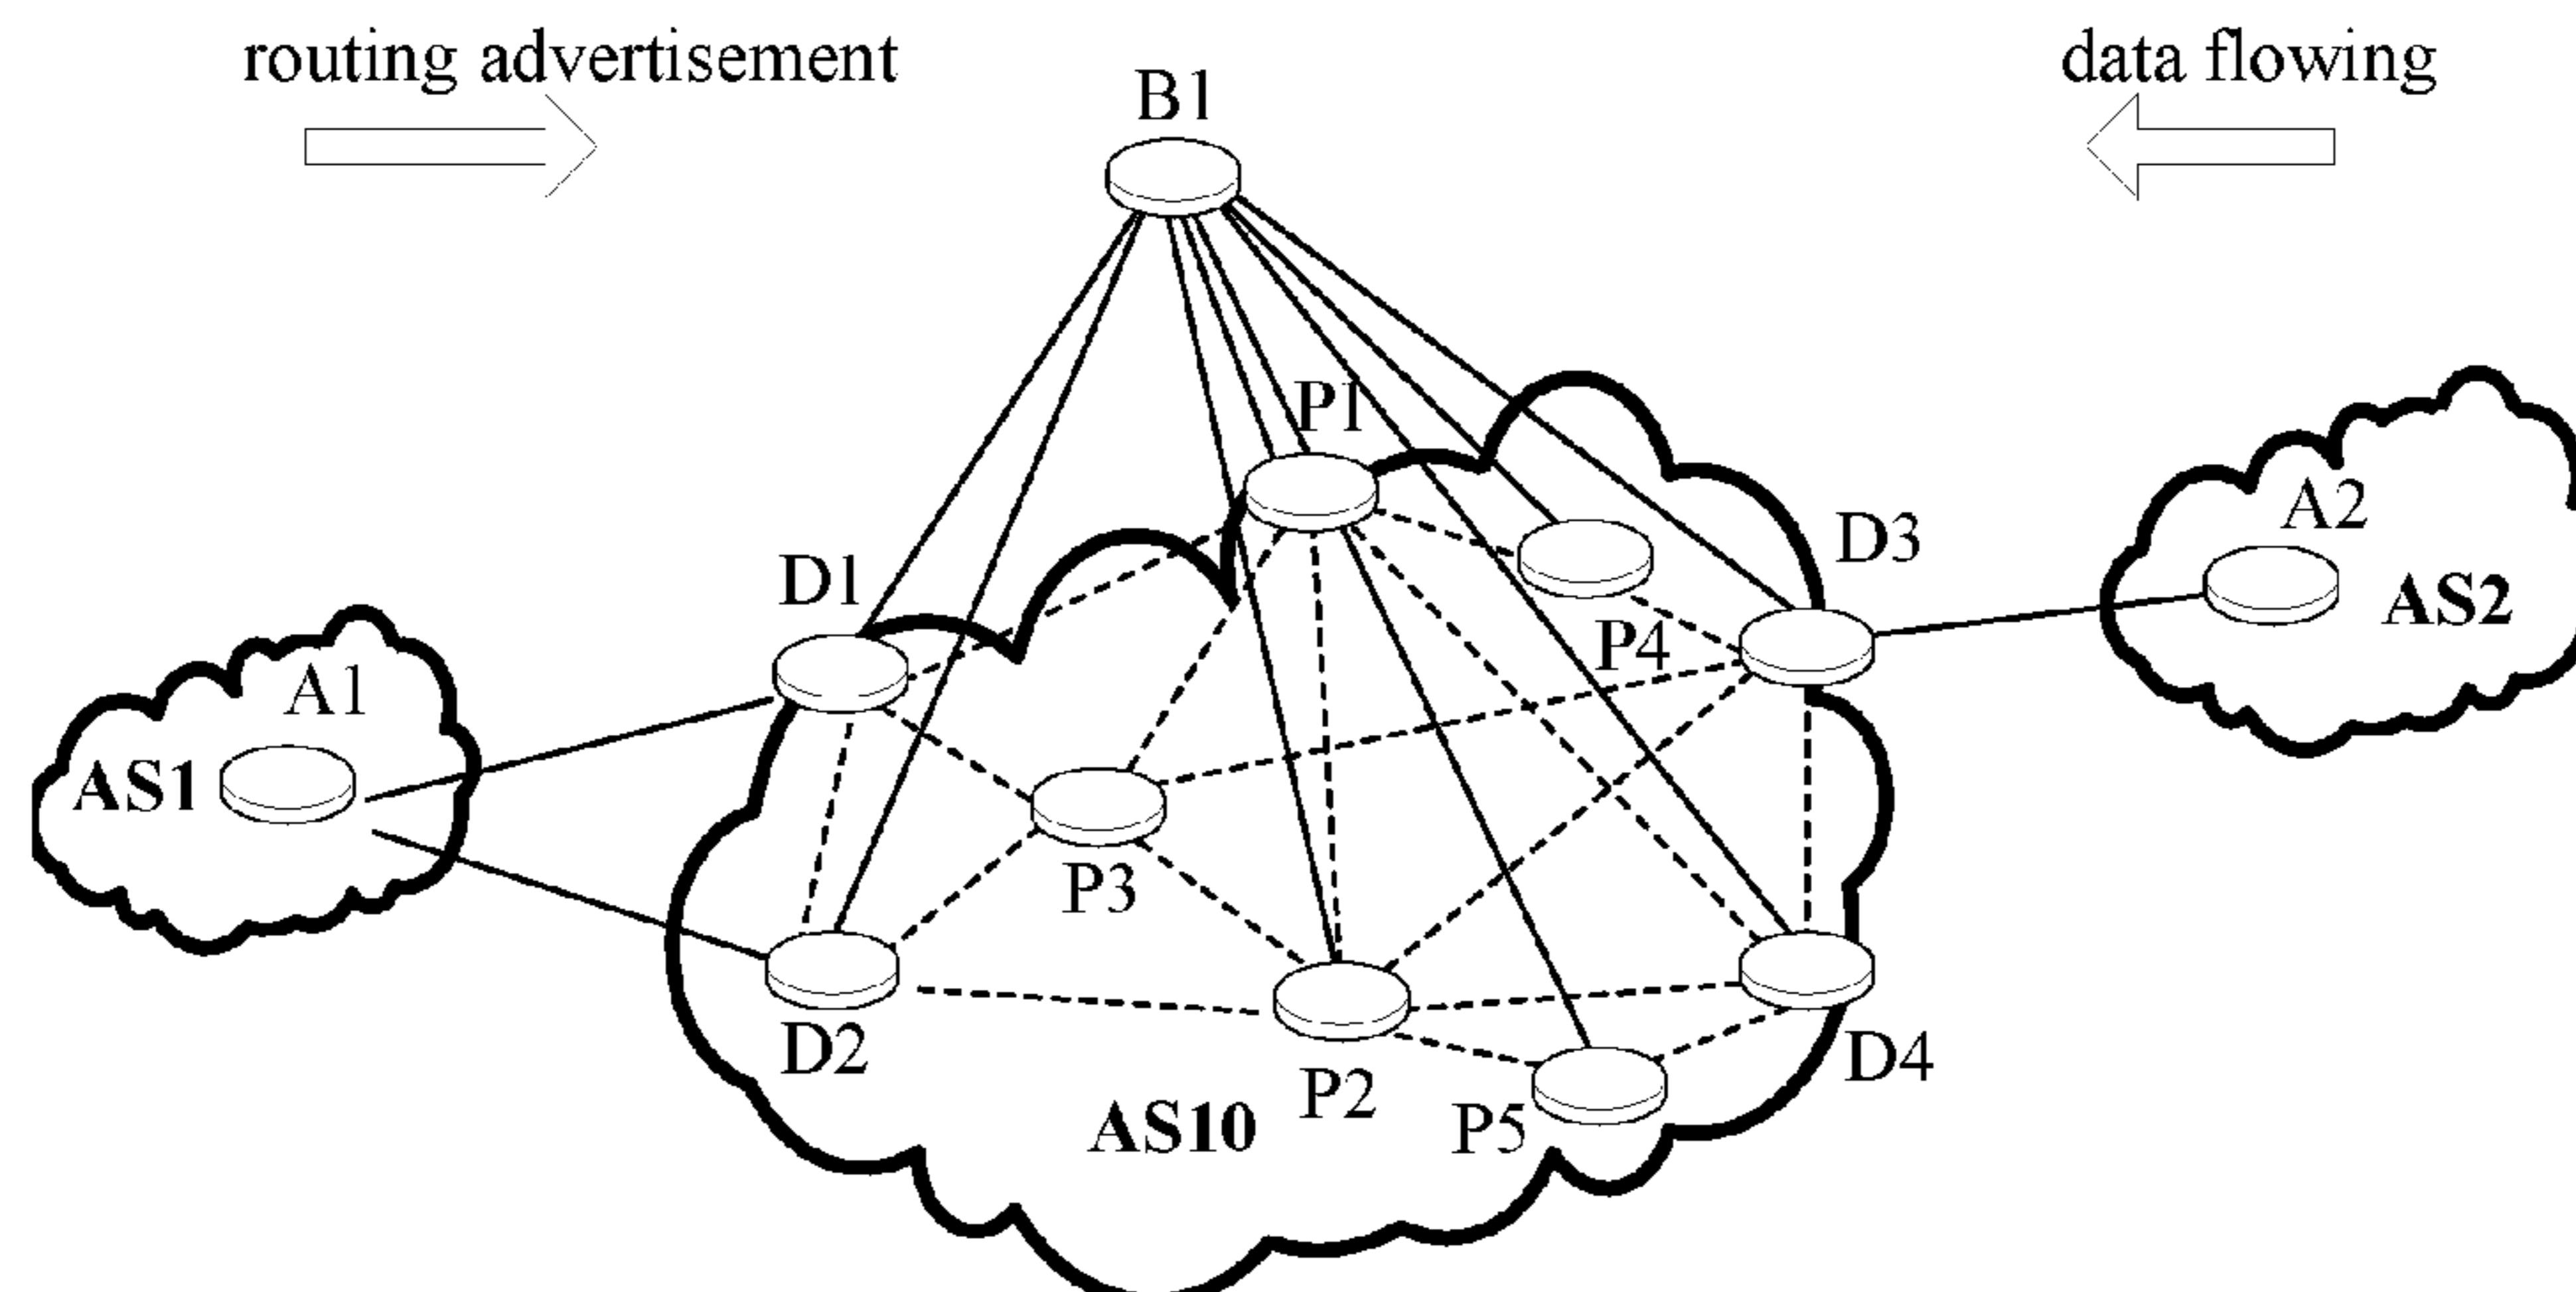 routing advertisement
data flowing
B1
P1
A2
D3
D1
AS2
P4
A1
AS1
P3
D2
P2
D4
P5
AS10